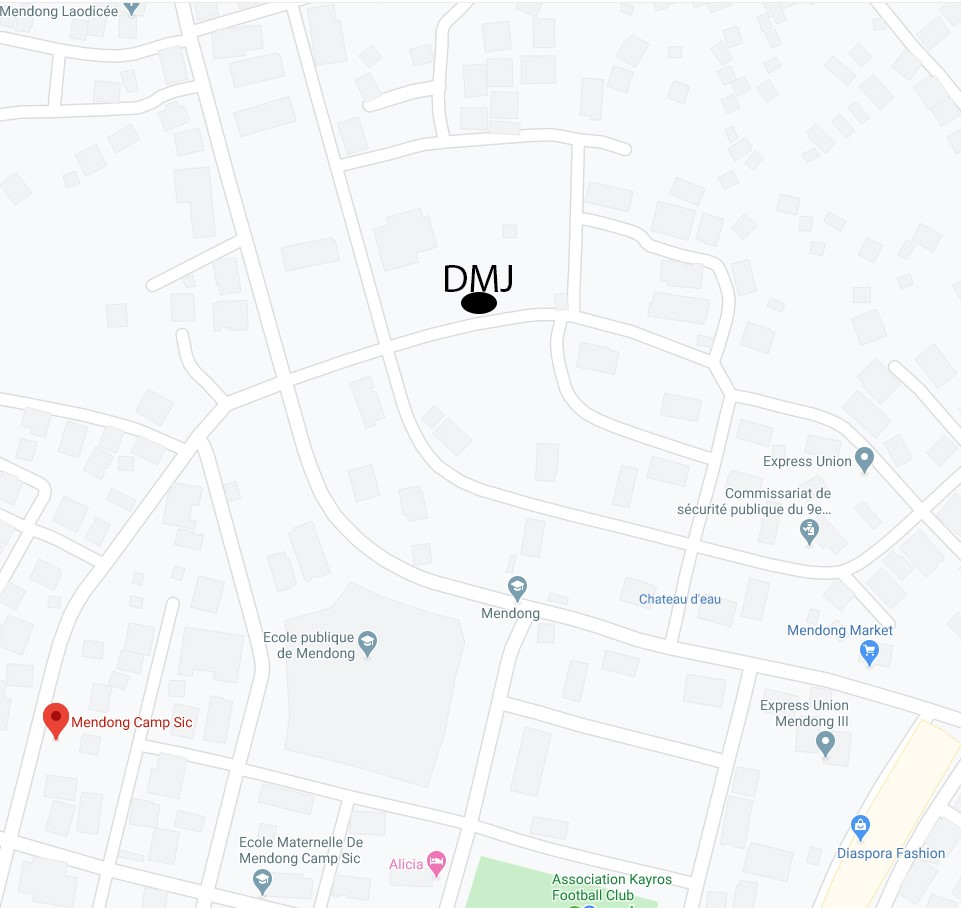 Mendong Laodicée
DMJ
Express Union
Commissariat de
sécurité publique du 9e...
Mendong
Chateau d'eau
Ecole publique
de Mendong
Mendong Market
Mendong Camp Sic
Express Union
Mendong III
Ecole Maternelle De
Mendong Camp Sic
Alicia
Diaspora Fashion
Association Kayros
Football Club